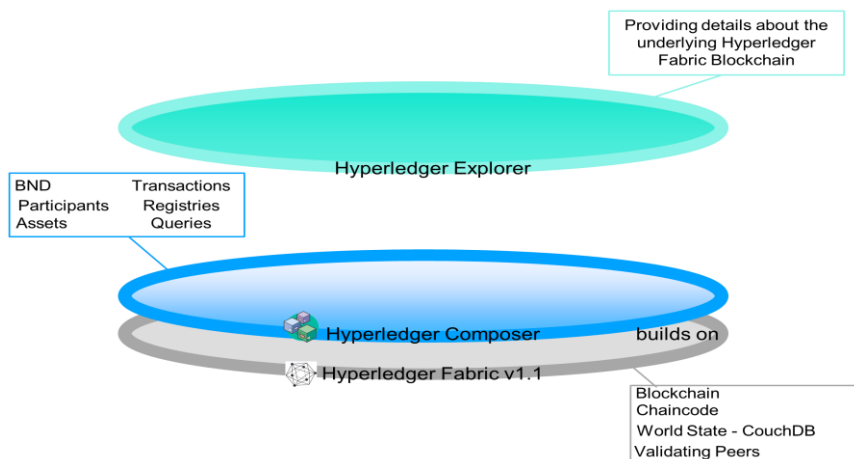 Providing details about the
underlying Hyperledger
Fabric Blockchain
Hyperledger Explorer
BND Transactions
Participants Registries
Assets Queries
Hyperledger Composer builds on
Hyperledger Fabric v1.1
Blockchain
Chaincode
World State - CouchDB
Validating Peers